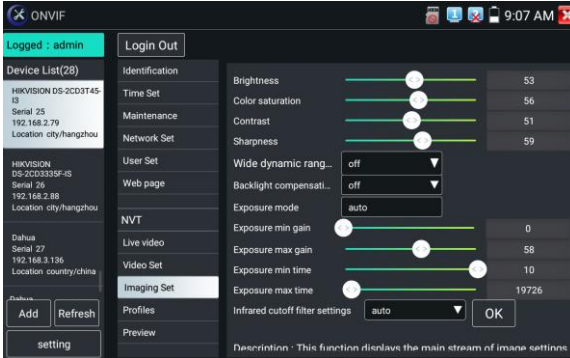 ONVIF
9:07 AM
Logged : admin
Login Out
Device List(28)
HIKVISION DS-2CD3T45-
I3
Serial 25
192.168.2.79
Location city/hangzhou
HIKVISION
DS-2CD3335F-IS
Serial 26
192.168.2.88
Location city/hangzhou
Dahua
Serial 27
192.168.3.136
Location country/china
Dahua
Add
Refresh
setting
Identification
Time Set
Maintenance
Network Set
User Set
Web page
NVT
Live video
Video Set
Imaging Set
Profiles
Preview
Brightness 53
Color saturation 56
Contrast 51
Sharpness 59
Wide dynamic rang... off
Backlight compensati... off
Exposure mode auto
Exposure min gain 0
Exposure max gain 58
Exposure min time 10
Exposure max time 19726
Infrared cutoff filter settings auto OK
Description : This function displays the main stream of image settings